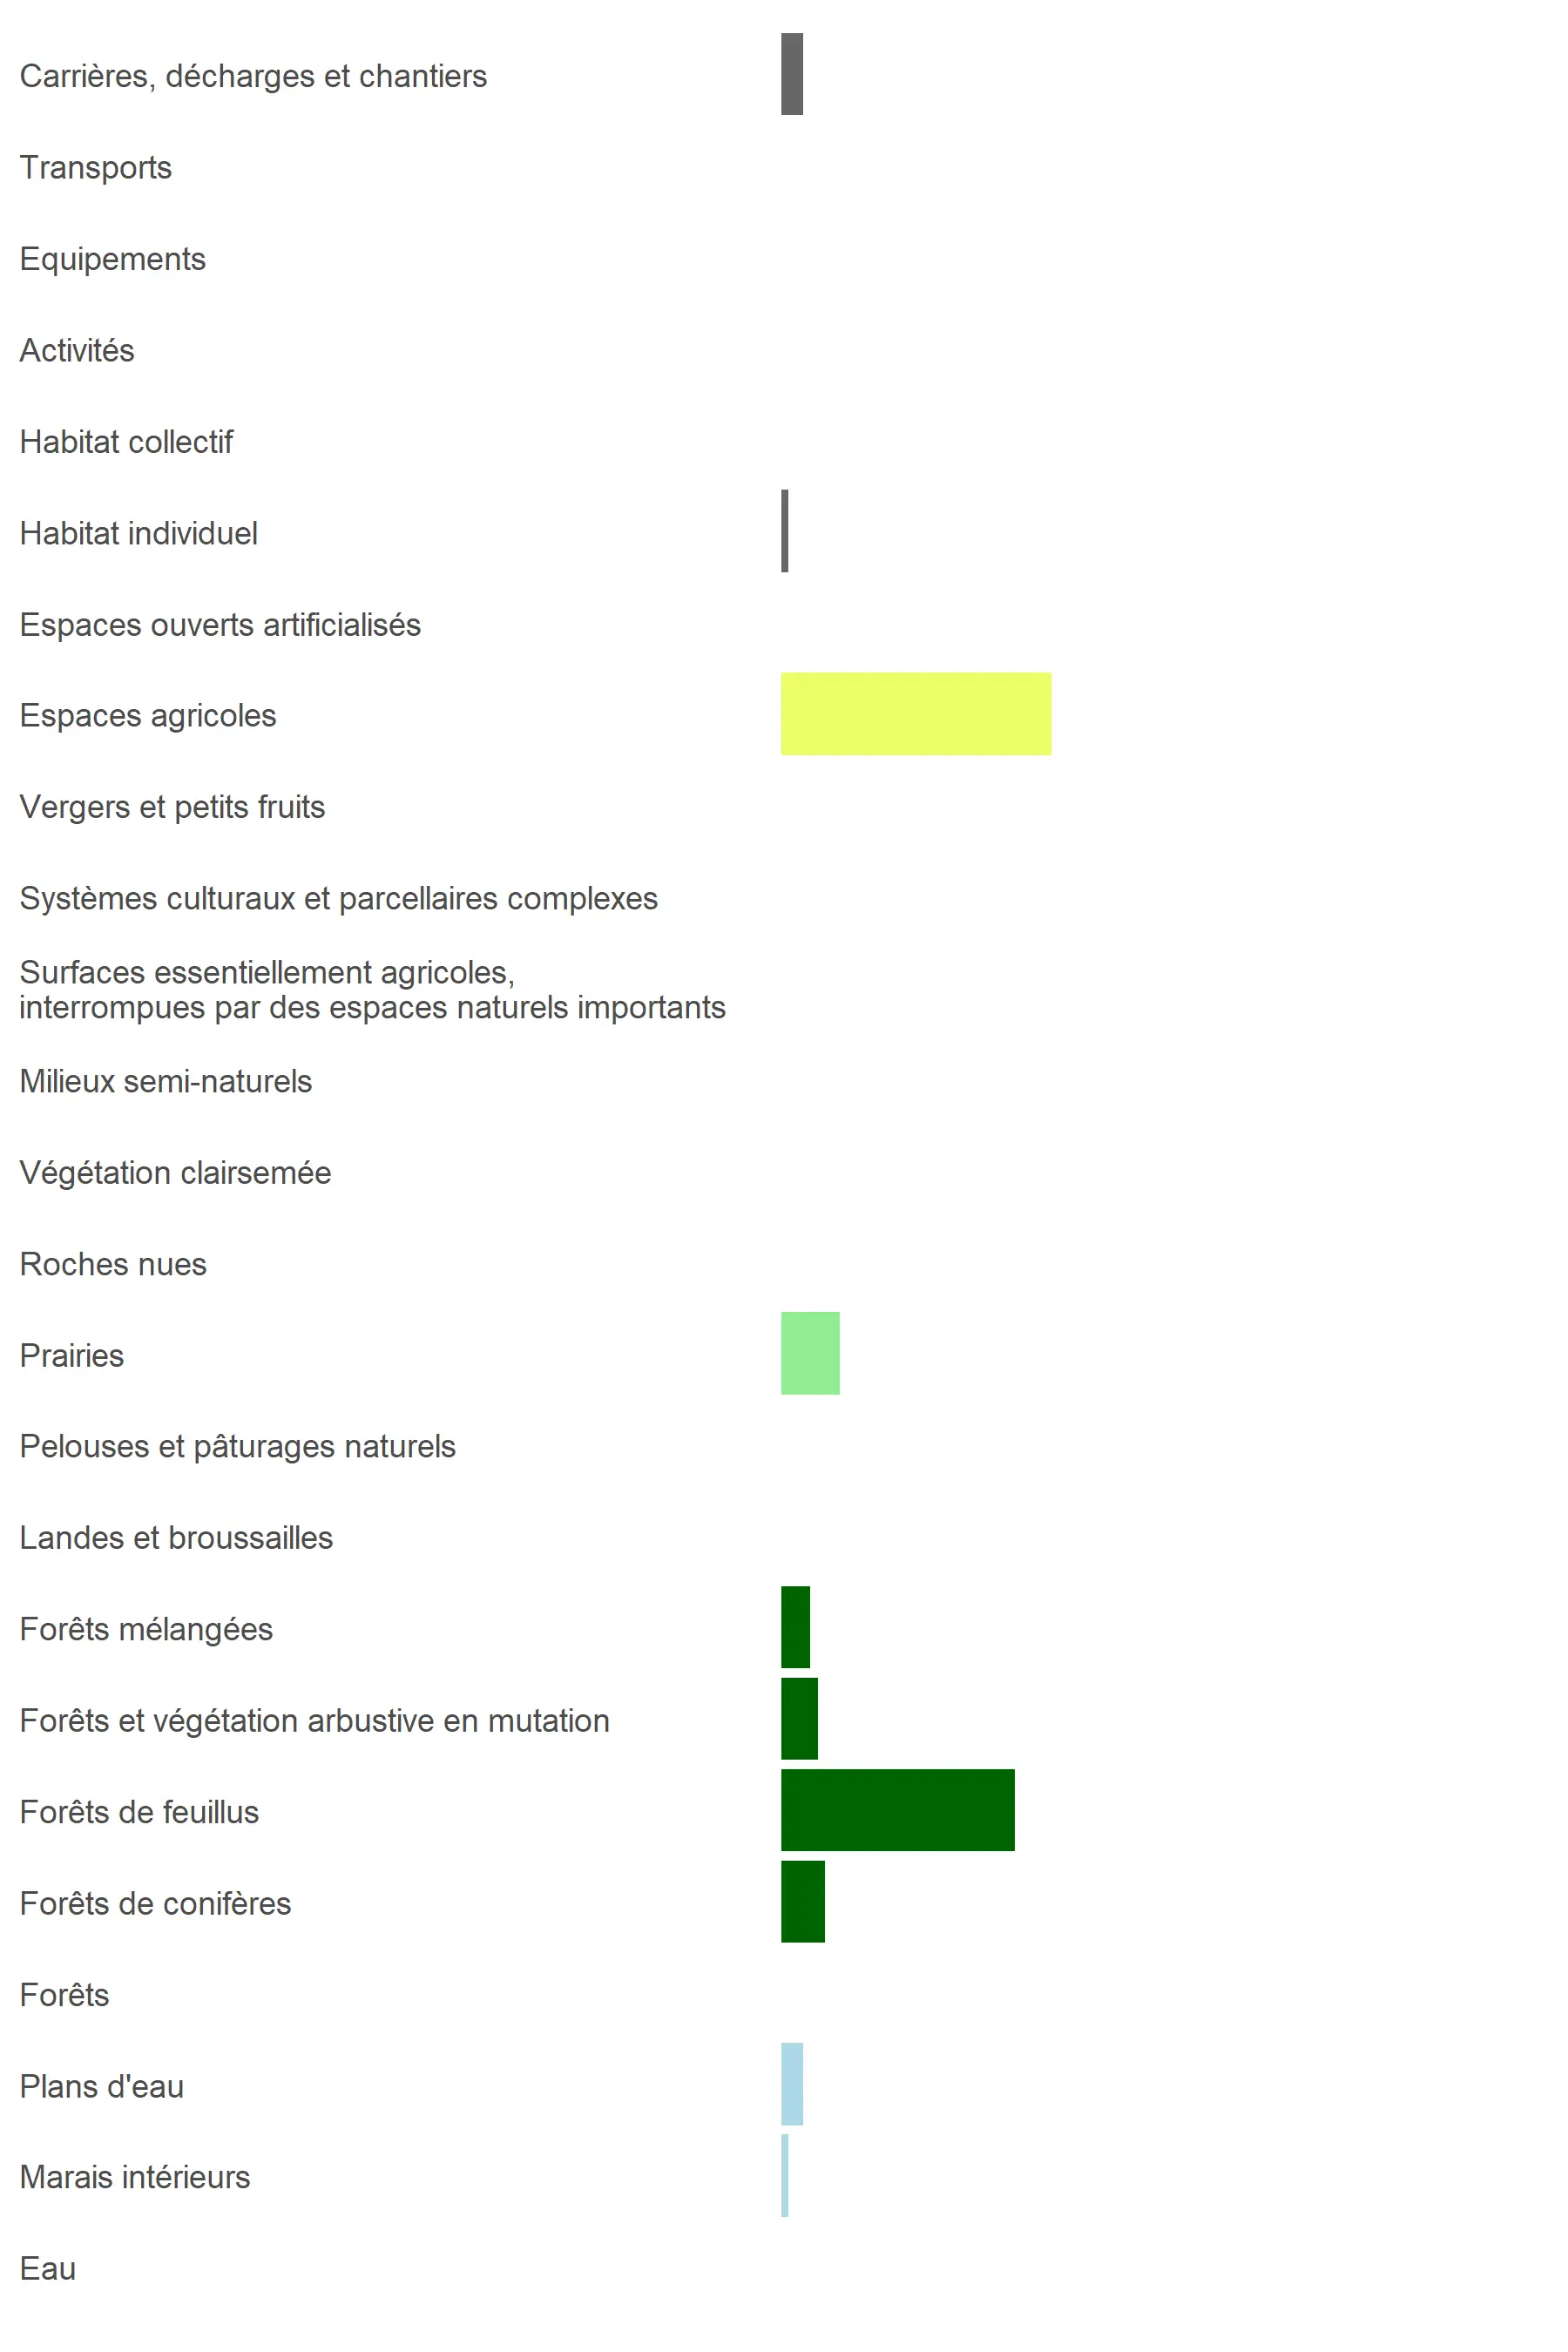 Carrières, décharges et chantiers
Transports
Equipements
Activités
Habitat collectif
Habitat individuel
Espaces ouverts artificialisés
Espaces agricoles
Vergers et petits fruits
Systèmes culturaux et parcellaires complexes
Surfaces essentiellement agricoles,
interrompues par des espaces naturels importants
Milieux semi-naturels
Végétation clairsemée
Roches nues
Prairies
Pelouses et pâturages naturels
Landes et broussailles
Forêts mélangées
Forêts et végétation arbustive en mutation
Forêts de feuillus
Forêts de conifères
Forêts
Plans d'eau
Marais intérieurs
Eau